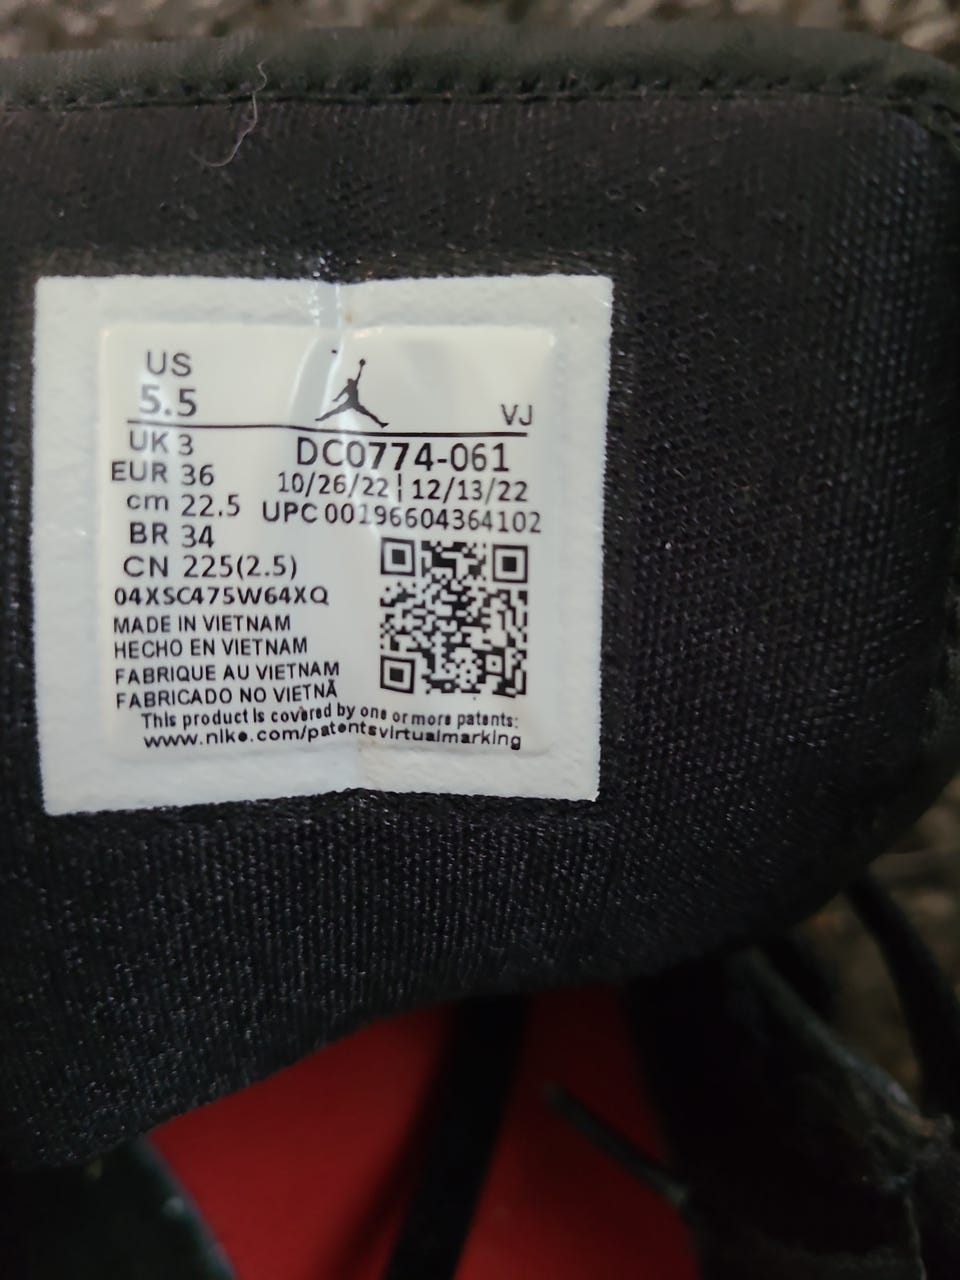 US
5.5
VJ
UK 3
EUR 36
cm 22.5
BR 34
CN 225(2.5)
DC0774-061
10/26/22 | 12/13/22
UPC 00196604364102
04XSC475W64XQ
MADE IN VIETNAM
HECHO EN VIETNAM
FABRIQUE AU VIETNAM
FABRICADO NO VIETNÃ
This product is covered by one or more patents:
www.nike.com/patentsvirtualmarking